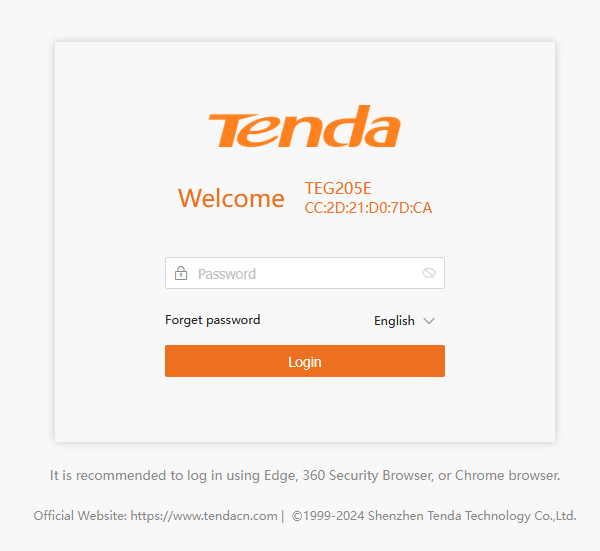 Tenda
Welcome
TEG205E
CC:2D:21:D0:7D:CA
Password
Forget password
English
Login
It is recommended to log in using Edge, 360 Security Browser, or Chrome browser.
Official Website: https://www.tendacn.com | ©1999-2024 Shenzhen Tenda Technology Co.,Ltd.